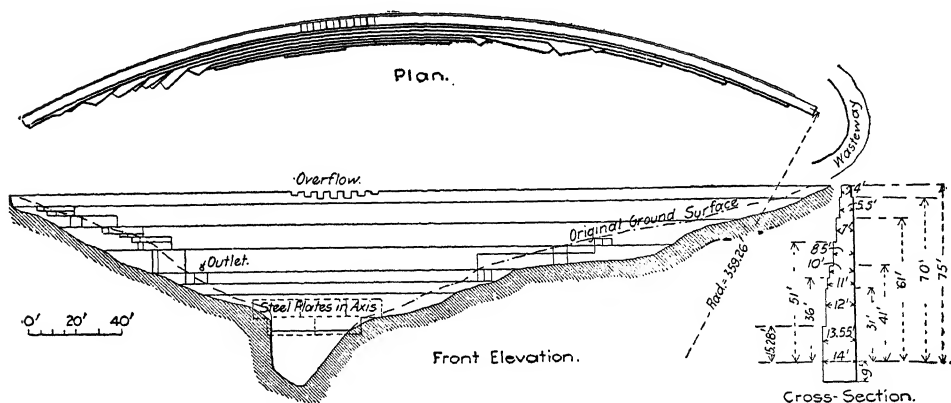 Plan.
Wasteway
Overflow.
Original Ground Surface
Outlet.
Steel Plates in Axis
Rad.=359.26'
0' 20' 40'
Front Elevation.
4'
5.5'
7'
8.5'
10'
11'
12'
13.55'
14'
9'
15.28'
51'
36'
31'
41'
61'
70'
75'
Cross-Section.